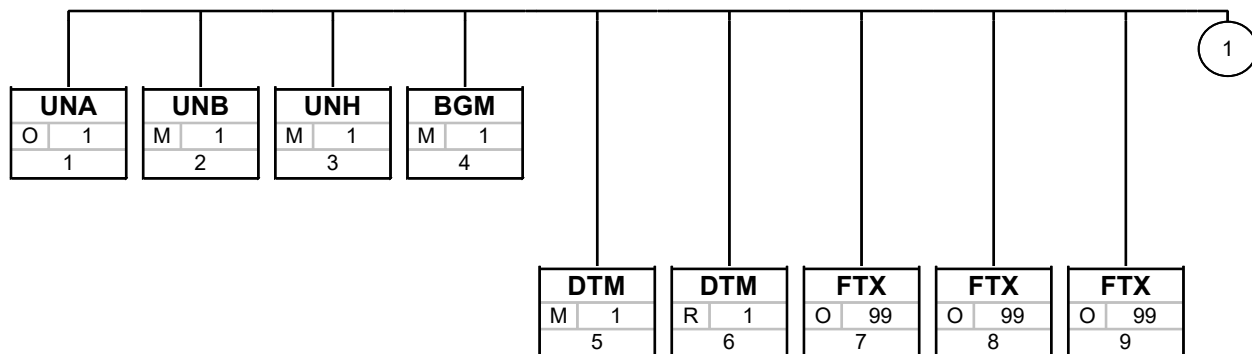 1
UNA UNB UNH BGM
O 1 M 1 M 1 M 1
1 2 3 4
DTM DTM FTX FTX FTX
M 1 R 1 O 99 O 99 O 99
5 6 7 8 9